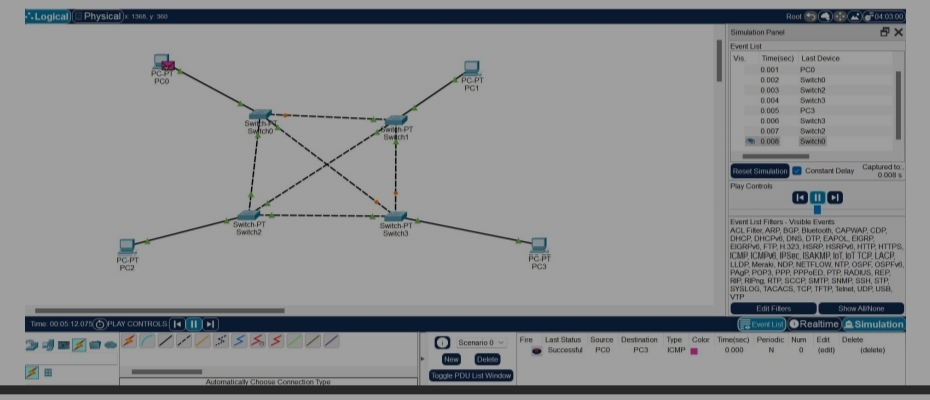 Logical Physical x: 1368, y: 360 Root 04:03:00
Simulation Panel
Event List
Vis. Time(sec) Last Device
0.001 PC0
0.002 Switch0
0.003 Switch2
0.004 Switch3
0.005 PC3
0.006 Switch3
0.007 Switch2
0.008 Switch0
Reset Simulation Constant Delay Captured to:
0.008 s
Play Controls
Event List Filters - Visible Events
ACL Filter, ARP, BGP, Bluetooth, CAPWAP, CDP,
DHCP, DHCPv6, DNS, DTP, EAPOL, EIGRP,
EIGRPv6, FTP, H.323, HSRP, HSRPv6, HTTP, HTTPS,
ICMP, ICMPv6, IPSec, ISAKMP, IoT, IoT TCP, LACP,
LLDP, Meraki, NDP, NETFLOW, NTP, OSPF, OSPFv6,
PAgP, POP3, PPP, PPPoED, PTP, RADIUS, REP,
RIP, RIPng, RTP, SCCP, SMTP, SNMP, SSH, STP,
SYSLOG, TACACS, TCP, TFTP, Telnet, UDP, USB,
VTP
Edit Filters Show All/None
PC-PT
PC0
PC-PT
PC1
Switch-PT
Switch0
Switch-PT
Switch1
Switch-PT
Switch2
Switch-PT
Switch3
PC-PT
PC2
PC-PT
PC3
Time: 00:05:12.075 PLAY CONTROLS: Event List Realtime Simulation
Scenario 0
New Delete
Toggle PDU List Window
Fire Last Status Source Destination Type Color Time(sec) Periodic Num Edit Delete
Successful PC0 PC3 ICMP 0.000 N 0 (edit) (delete)
Automatically Choose Connection Type